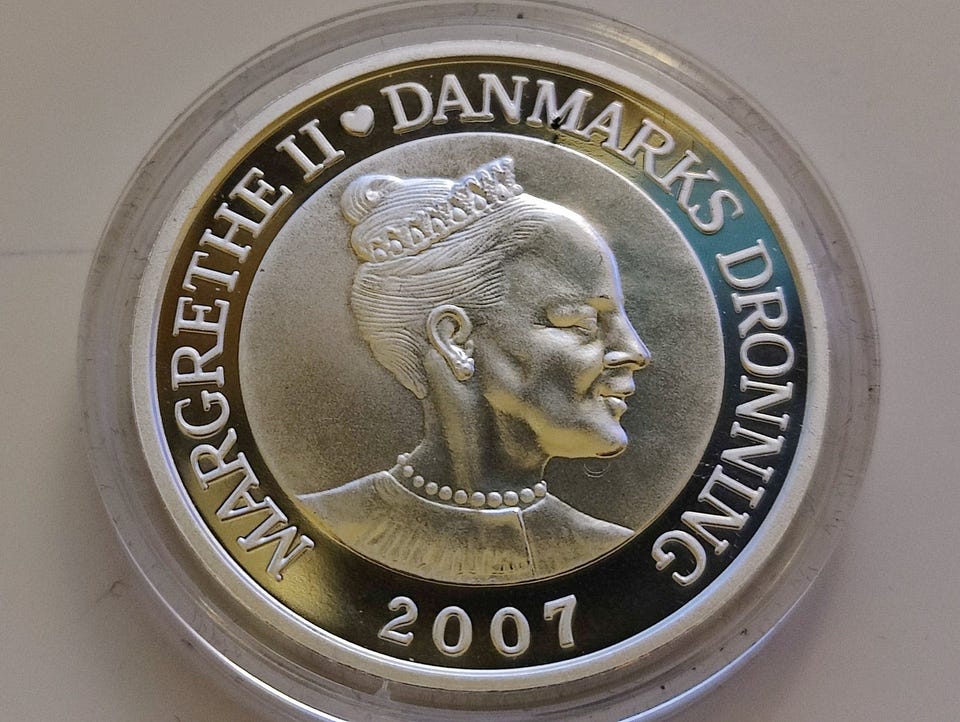 MARGRETHE II ♥ DANMARKS DRONNING
2007